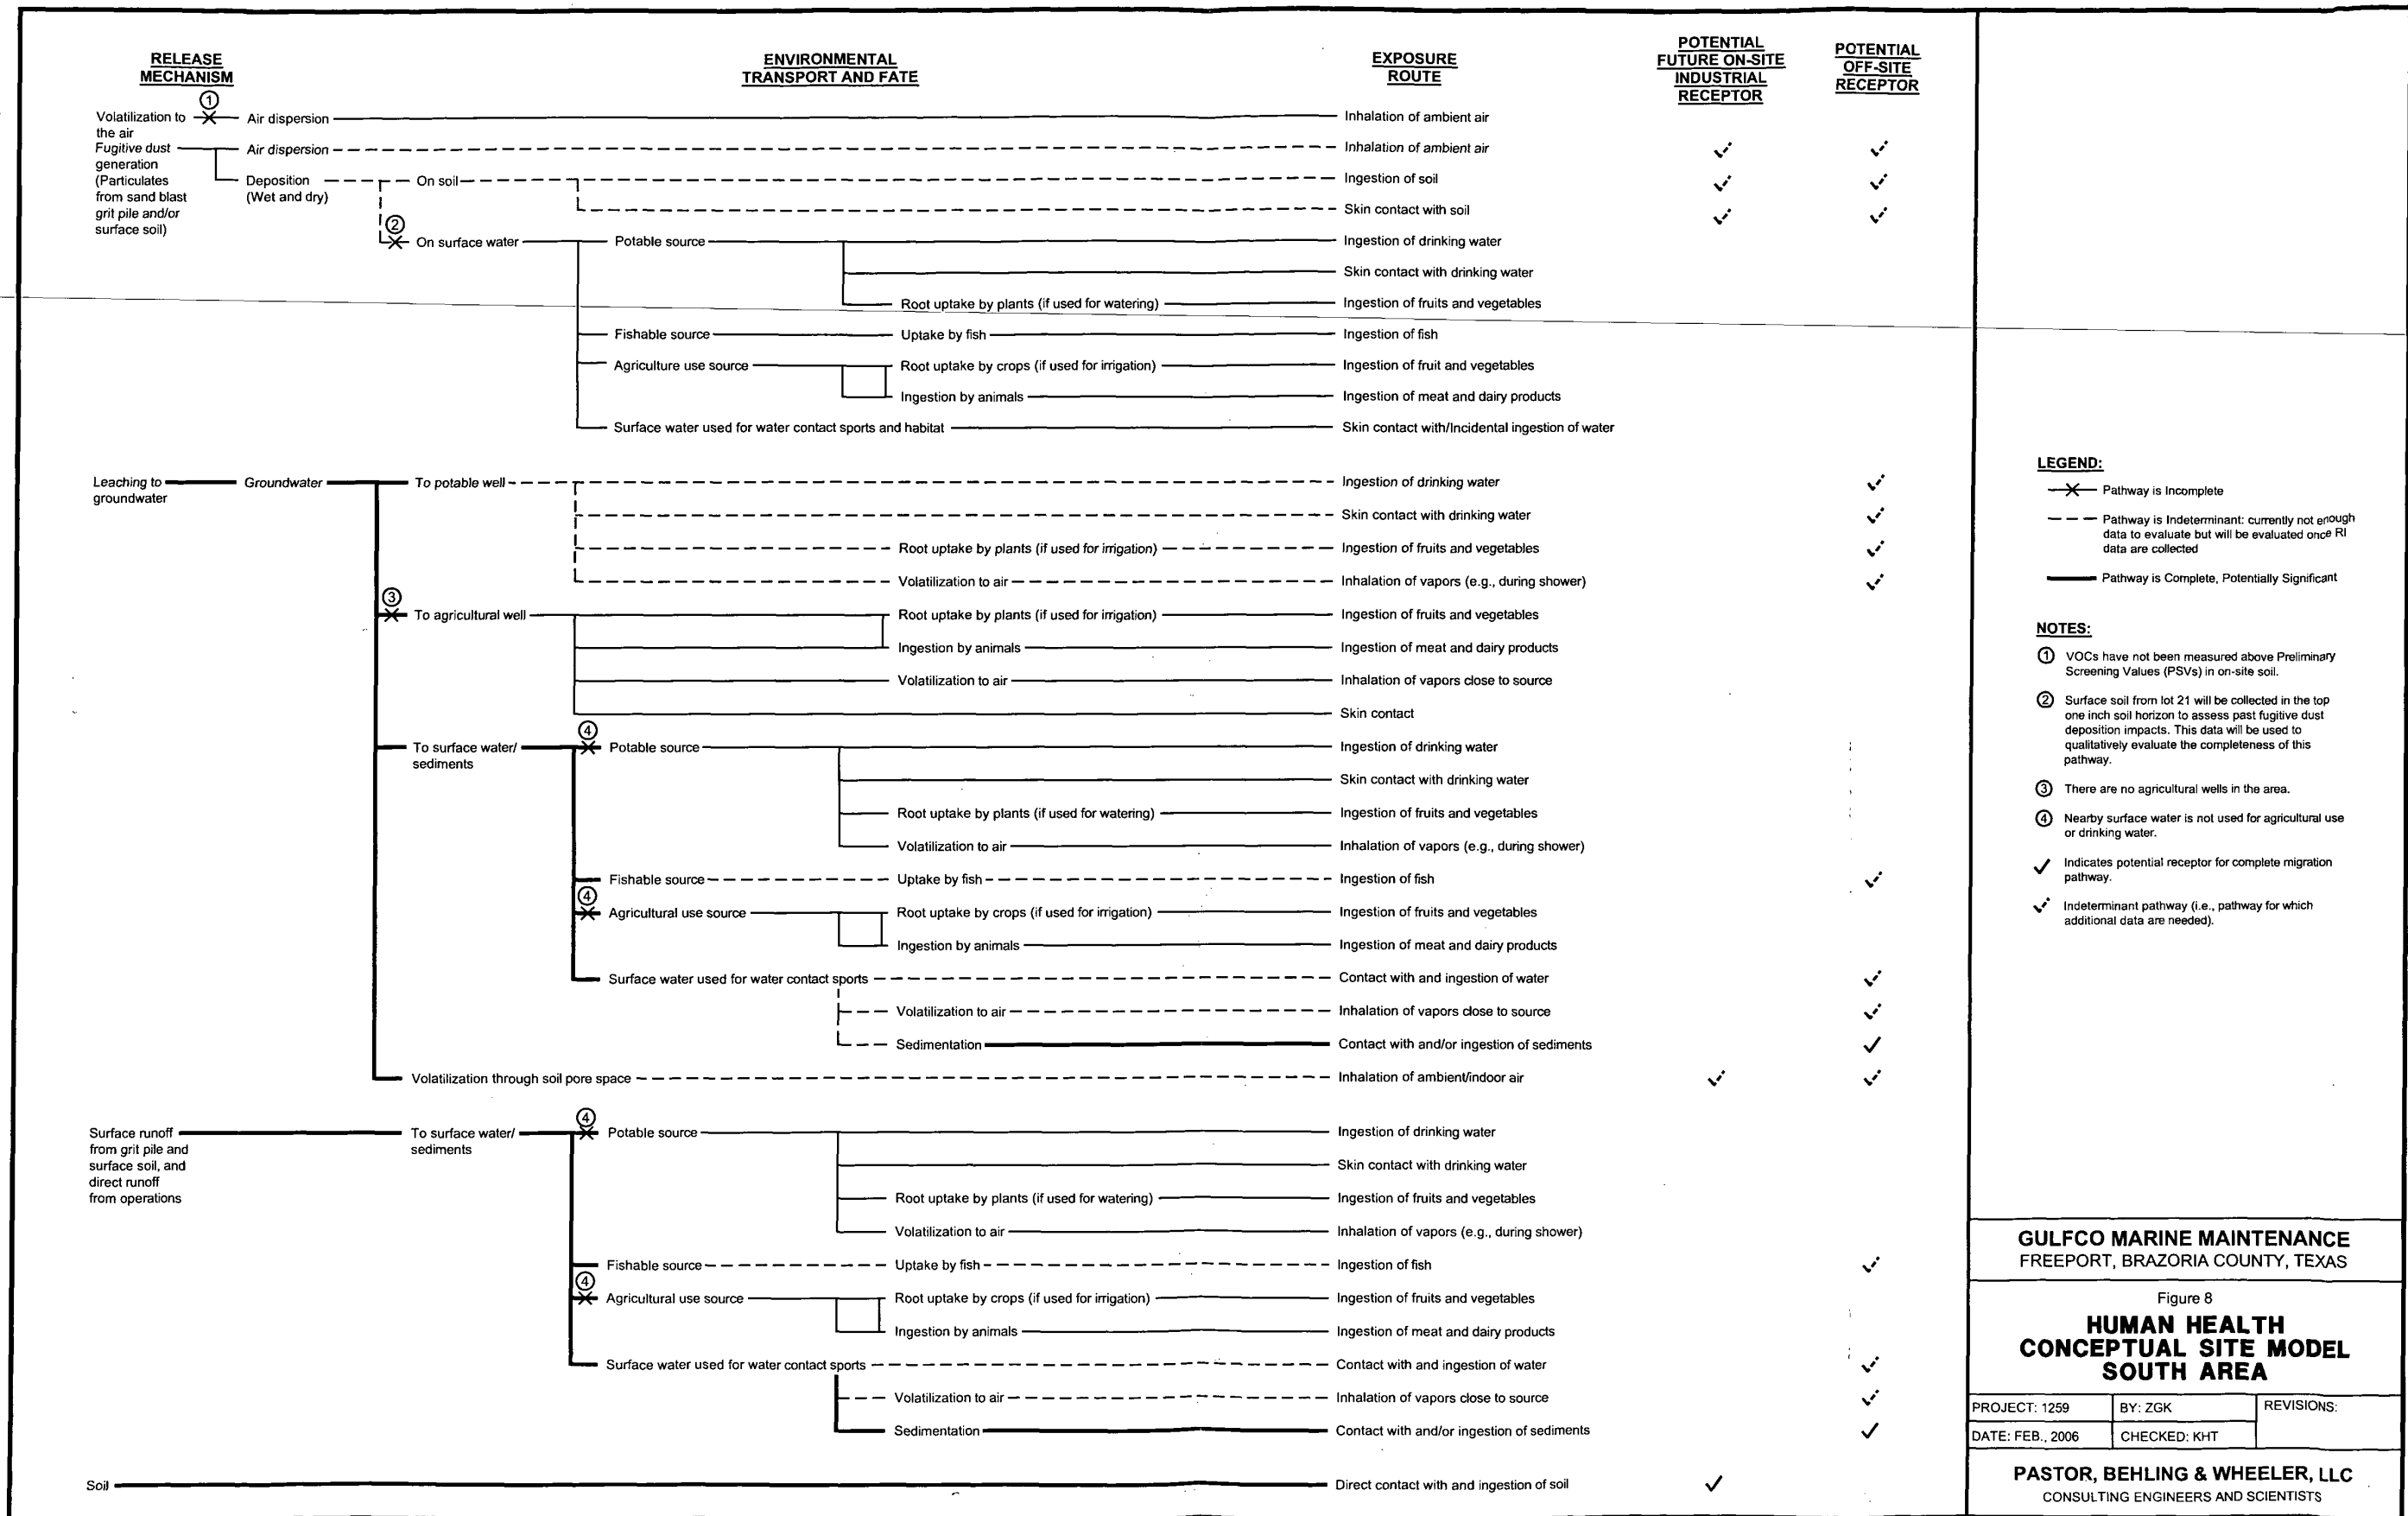 RELEASE
MECHANISM
ENVIRONMENTAL
TRANSPORT AND FATE
EXPOSURE
ROUTE
POTENTIAL
FUTURE ON-SITE
INDUSTRIAL
RECEPTOR
POTENTIAL
OFF-SITE
RECEPTOR
1
Volatilization to
the air
Air dispersion
Inhalation of ambient air
Fugitive dust
generation
(Particulates
from sand blast
grit pile and/or
surface soil)
Air dispersion
Inhalation of ambient air
Deposition
(Wet and dry)
On soil
Ingestion of soil
Skin contact with soil
2
On surface water
Potable source
Ingestion of drinking water
Skin contact with drinking water
Root uptake by plants (if used for watering)
Ingestion of fruits and vegetables
Fishable source
Uptake by fish
Ingestion of fish
Agriculture use source
Root uptake by crops (if used for irrigation)
Ingestion of fruit and vegetables
Ingestion by animals
Ingestion of meat and dairy products
Surface water used for water contact sports and habitat
Skin contact with/Incidental ingestion of water
Leaching to
groundwater
Groundwater
To potable well
Ingestion of drinking water
Skin contact with drinking water
Root uptake by plants (if used for irrigation)
Ingestion of fruits and vegetables
Volatilization to air
Inhalation of vapors (e.g., during shower)
3
To agricultural well
Root uptake by plants (if used for irrigation)
Ingestion of fruits and vegetables
Ingestion by animals
Ingestion of meat and dairy products
Volatilization to air
Inhalation of vapors close to source
Skin contact
To surface water/
sediments
4
Potable source
Ingestion of drinking water
Skin contact with drinking water
Root uptake by plants (if used for watering)
Ingestion of fruits and vegetables
Volatilization to air
Inhalation of vapors (e.g., during shower)
Fishable source
Uptake by fish
Ingestion of fish
4
Agricultural use source
Root uptake by crops (if used for irrigation)
Ingestion of fruits and vegetables
Ingestion by animals
Ingestion of meat and dairy products
Surface water used for water contact sports
Contact with and ingestion of water
Volatilization to air
Inhalation of vapors close to source
Sedimentation
Contact with and/or ingestion of sediments
Volatilization through soil pore space
Inhalation of ambient/indoor air
Surface runoff
from grit pile and
surface soil, and
direct runoff
from operations
To surface water/
sediments
4
Potable source
Ingestion of drinking water
Skin contact with drinking water
Root uptake by plants (if used for watering)
Ingestion of fruits and vegetables
Volatilization to air
Inhalation of vapors (e.g., during shower)
Fishable source
Uptake by fish
Ingestion of fish
4
Agricultural use source
Root uptake by crops (if used for irrigation)
Ingestion of fruits and vegetables
Ingestion by animals
Ingestion of meat and dairy products
Surface water used for water contact sports
Contact with and ingestion of water
Volatilization to air
Inhalation of vapors close to source
Sedimentation
Contact with and/or ingestion of sediments
Soil
Direct contact with and ingestion of soil
LEGEND:
Pathway is Incomplete
Pathway is Indeterminant: currently not enough
data to evaluate but will be evaluated once RI
data are collected
Pathway is Complete, Potentially Significant
NOTES:
1 VOCs have not been measured above Preliminary
Screening Values (PSVs) in on-site soil.
2 Surface soil from lot 21 will be collected in the top
one inch soil horizon to assess past fugitive dust
deposition impacts. This data will be used to
qualitatively evaluate the completeness of this
pathway.
3 There are no agricultural wells in the area.
4 Nearby surface water is not used for agricultural use
or drinking water.
Indicates potential receptor for complete migration
pathway.
Indeterminant pathway (i.e., pathway for which
additional data are needed).
GULFCO MARINE MAINTENANCE
FREEPORT, BRAZORIA COUNTY, TEXAS
Figure 8
HUMAN HEALTH
CONCEPTUAL SITE MODEL
SOUTH AREA
PROJECT: 1259
BY: ZGK
REVISIONS:
DATE: FEB., 2006
CHECKED: KHT
PASTOR, BEHLING & WHEELER, LLC
CONSULTING ENGINEERS AND SCIENTISTS